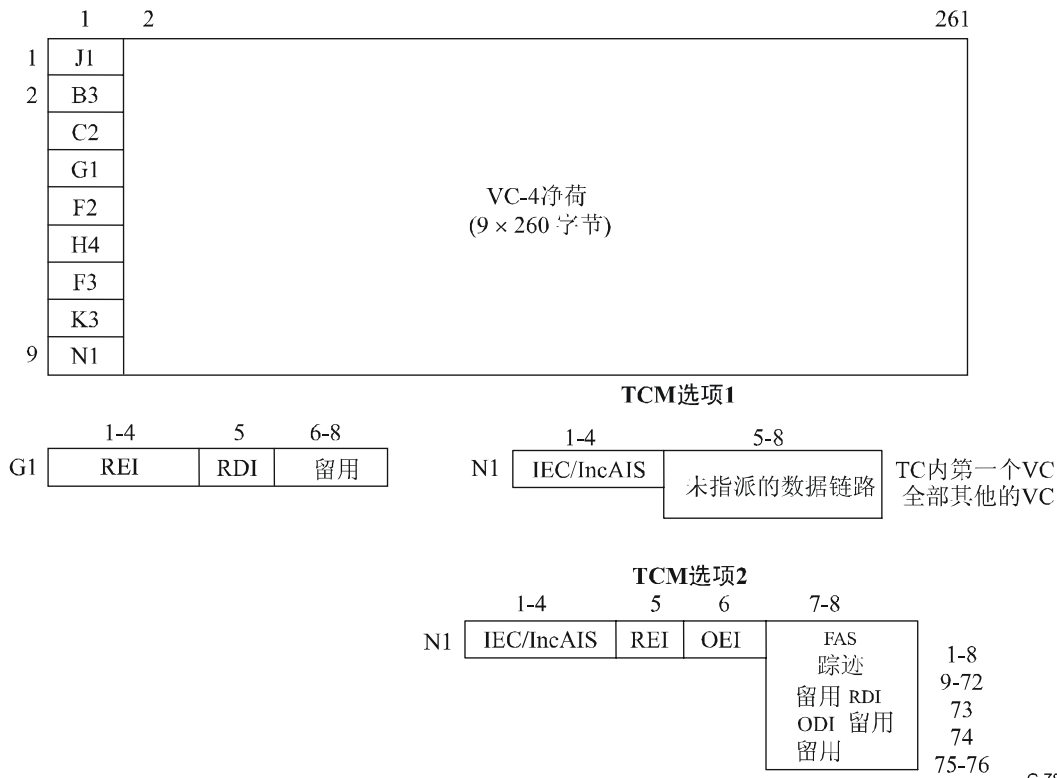 1 2 261
1 J1
2 B3
C2
G1
F2
H4
F3
K3
9 N1
VC-4净荷
(9 × 260 字节)
TCM选项1
1-4 5 6-8
G1 REI RDI 留用
1-4 5-8
N1 IEC/IncAIS 未指派的数据链路
TC内第一个VC
全部其他的VC
TCM选项2
1-4 5 6 7-8
N1 IEC/IncAIS REI OEI FAS 1-8
踪迹 9-72
留用 RDI 73
ODI 留用 74
留用 75-76